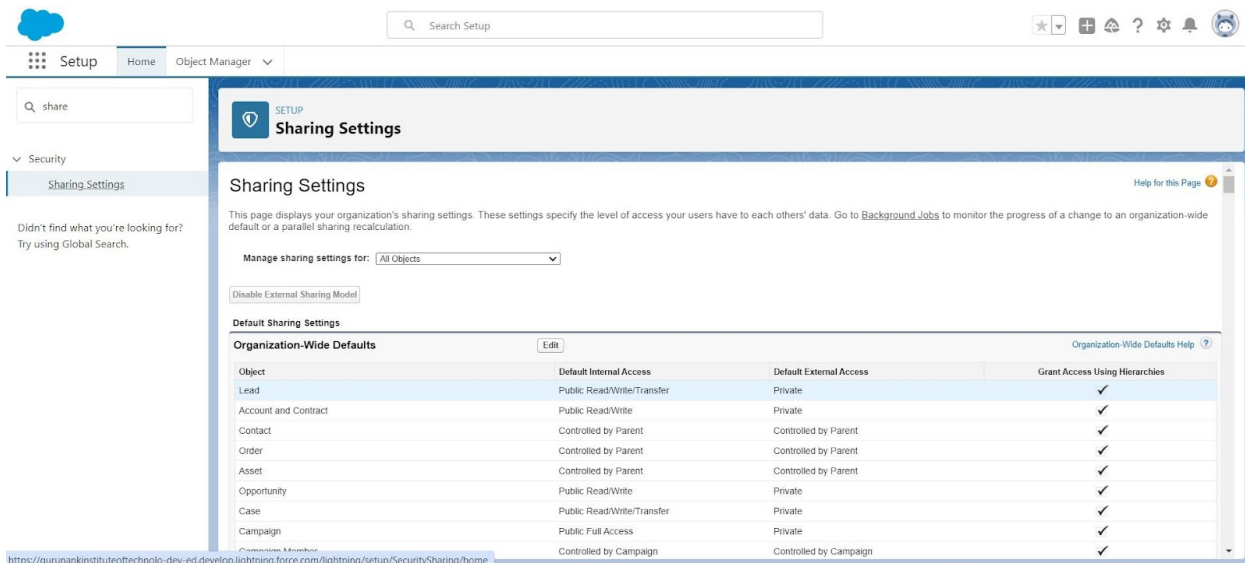 Search Setup
Setup Home Object Manager
share
Security
Sharing Settings
Didn't find what you're looking for?
Try using Global Search.
SETUP
Sharing Settings
Sharing Settings
Help for this Page
This page displays your organization's sharing settings. These settings specify the level of access your users have to each others' data. Go to Background Jobs to monitor the progress of a change to an organization-wide
default or a parallel sharing recalculation.
Manage sharing settings for: All Objects
Disable External Sharing Model
Default Sharing Settings
Organization-Wide Defaults Edit Organization-Wide Defaults Help ?
Object Default Internal Access Default External Access Grant Access Using Hierarchies
Lead Public Read/Write/Transfer Private ✓
Account and Contract Public Read/Write Private ✓
Contact Controlled by Parent Controlled by Parent ✓
Order Controlled by Parent Controlled by Parent ✓
Asset Controlled by Parent Controlled by Parent ✓
Opportunity Public Read/Write Private ✓
Case Public Read/Write/Transfer Private ✓
Campaign Public Full Access Private ✓
Campaign Member Controlled by Campaign Controlled by Campaign ✓
https://gurunankinstituteoftechnolo-dev-ed.develop.lightning.force.com/lightning/setup/SecuritySharing/home